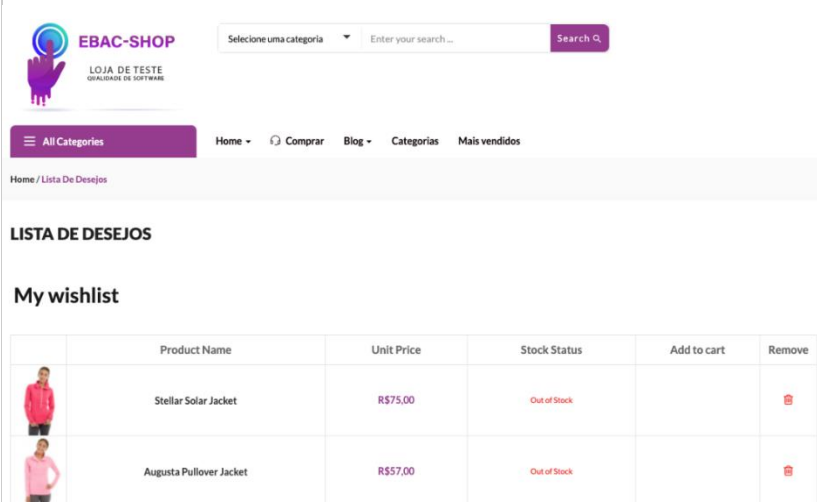 EBAC-SHOP
LOJA DE TESTE
QUALIDADE DE SOFTWARE
Selecione uma categoria Enter your search ... Search
All Categories Home Comprar Blog Categorias Mais vendidos
Home / Lista De Desejos
LISTA DE DESEJOS
My wishlist
Product Name Unit Price Stock Status Add to cart Remove
Stellar Solar Jacket R$75,00 Out of Stock
Augusta Pullover Jacket R$57,00 Out of Stock